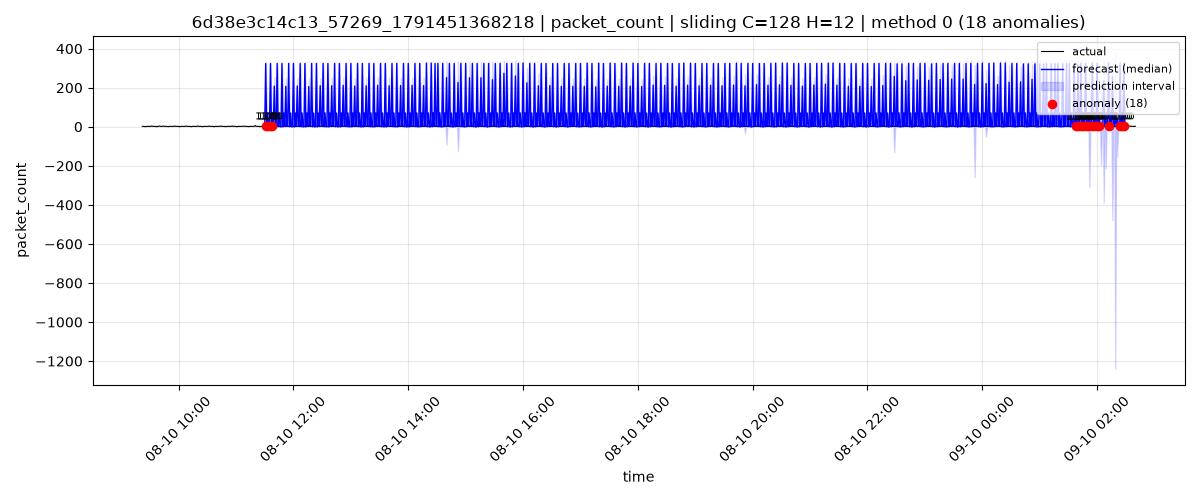 6d38e3c14c13_57269_1791451368218 | packet_count | sliding C=128 H=12 | method 0 (18 anomalies)
actual
forecast (median)
prediction interval
anomaly (18)
400
200
0
−200
−400
−600
−800
−1000
−1200
packet_count
08-10 10:00
08-10 12:00
08-10 14:00
08-10 16:00
08-10 18:00
08-10 20:00
08-10 22:00
09-10 00:00
09-10 02:00
time